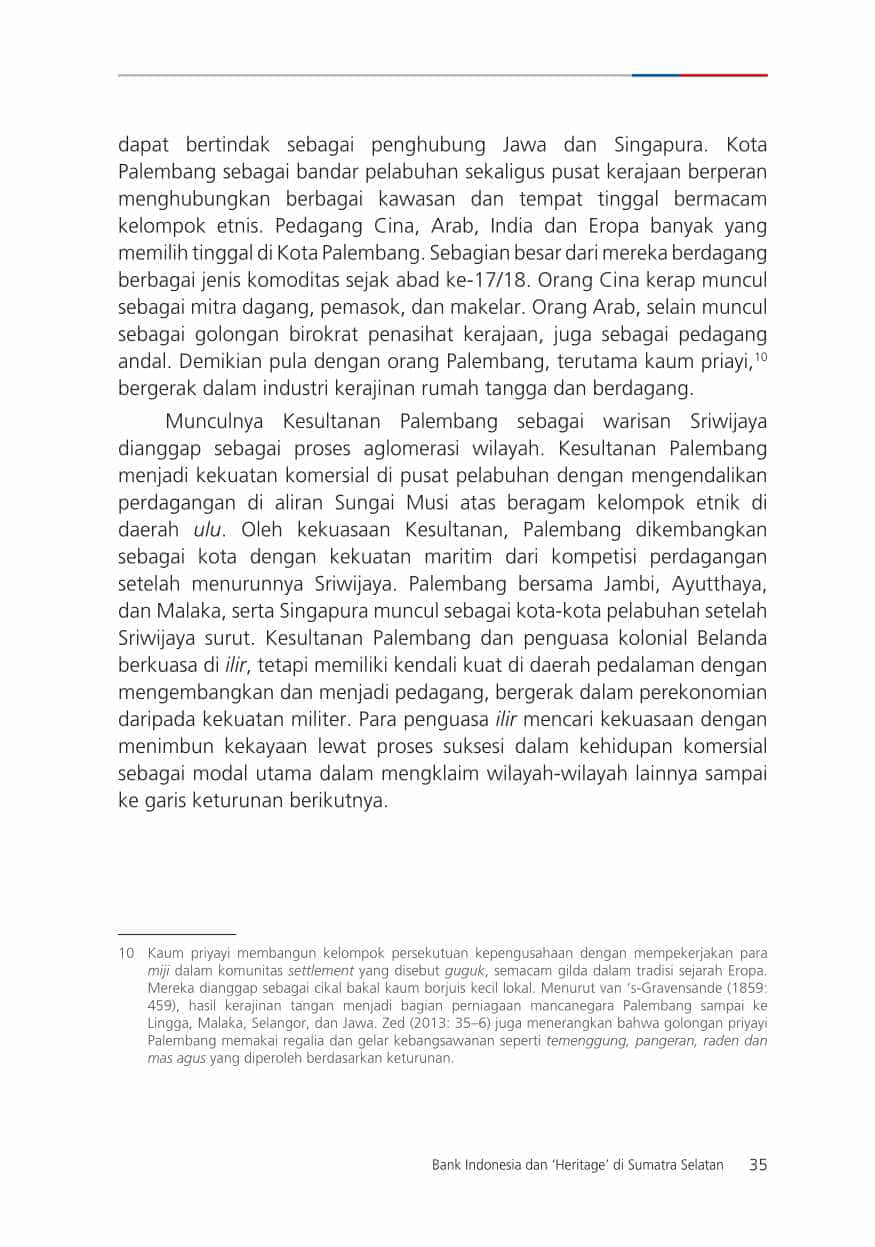 dapat bertindak sebagai penghubung Jawa dan Singapura. Kota
Palembang sebagai bandar pelabuhan sekaligus pusat kerajaan berperan
menghubungkan berbagai kawasan dan tempat tinggal bermacam
kelompok etnis. Pedagang Cina, Arab, India dan Eropa banyak yang
memilih tinggal di Kota Palembang. Sebagian besar dari mereka berdagang
berbagai jenis komoditas sejak abad ke-17/18. Orang Cina kerap muncul
sebagai mitra dagang, pemasok, dan makelar. Orang Arab, selain muncul
sebagai golongan birokrat penasihat kerajaan, juga sebagai pedagang
andal. Demikian pula dengan orang Palembang, terutama kaum priayi,10
bergerak dalam industri kerajinan rumah tangga dan berdagang.
Munculnya Kesultanan Palembang sebagai warisan Sriwijaya
dianggap sebagai proses aglomerasi wilayah. Kesultanan Palembang
menjadi kekuatan komersial di pusat pelabuhan dengan mengendalikan
perdagangan di aliran Sungai Musi atas beragam kelompok etnik di
daerah ulu. Oleh kekuasaan Kesultanan, Palembang dikembangkan
sebagai kota dengan kekuatan maritim dari kompetisi perdagangan
setelah menurunnya Sriwijaya. Palembang bersama Jambi, Ayutthaya,
dan Malaka, serta Singapura muncul sebagai kota-kota pelabuhan setelah
Sriwijaya surut. Kesultanan Palembang dan penguasa kolonial Belanda
berkuasa di ilir, tetapi memiliki kendali kuat di daerah pedalaman dengan
mengembangkan dan menjadi pedagang, bergerak dalam perekonomian
daripada kekuatan militer. Para penguasa ilir mencari kekuasaan dengan
menimbun kekayaan lewat proses suksesi dalam kehidupan komersial
sebagai modal utama dalam mengklaim wilayah-wilayah lainnya sampai
ke garis keturunan berikutnya.
10 Kaum priyayi membangun kelompok persekutuan kepengusahaan dengan mempekerjakan para
miji dalam komunitas settlement yang disebut guguk, semacam gilda dalam tradisi sejarah Eropa.
Mereka dianggap sebagai cikal bakal kaum borjuis kecil lokal. Menurut van ‘s-Gravensande (1859:
459), hasil kerajinan tangan menjadi bagian perniagaan mancanegara Palembang sampai ke
Lingga, Malaka, Selangor, dan Jawa. Zed (2013: 35–6) juga menerangkan bahwa golongan priyayi
Palembang memakai regalia dan gelar kebangsawanan seperti temenggung, pangeran, raden dan
mas agus yang diperoleh berdasarkan keturunan.
Bank Indonesia dan ‘Heritage’ di Sumatra Selatan 35